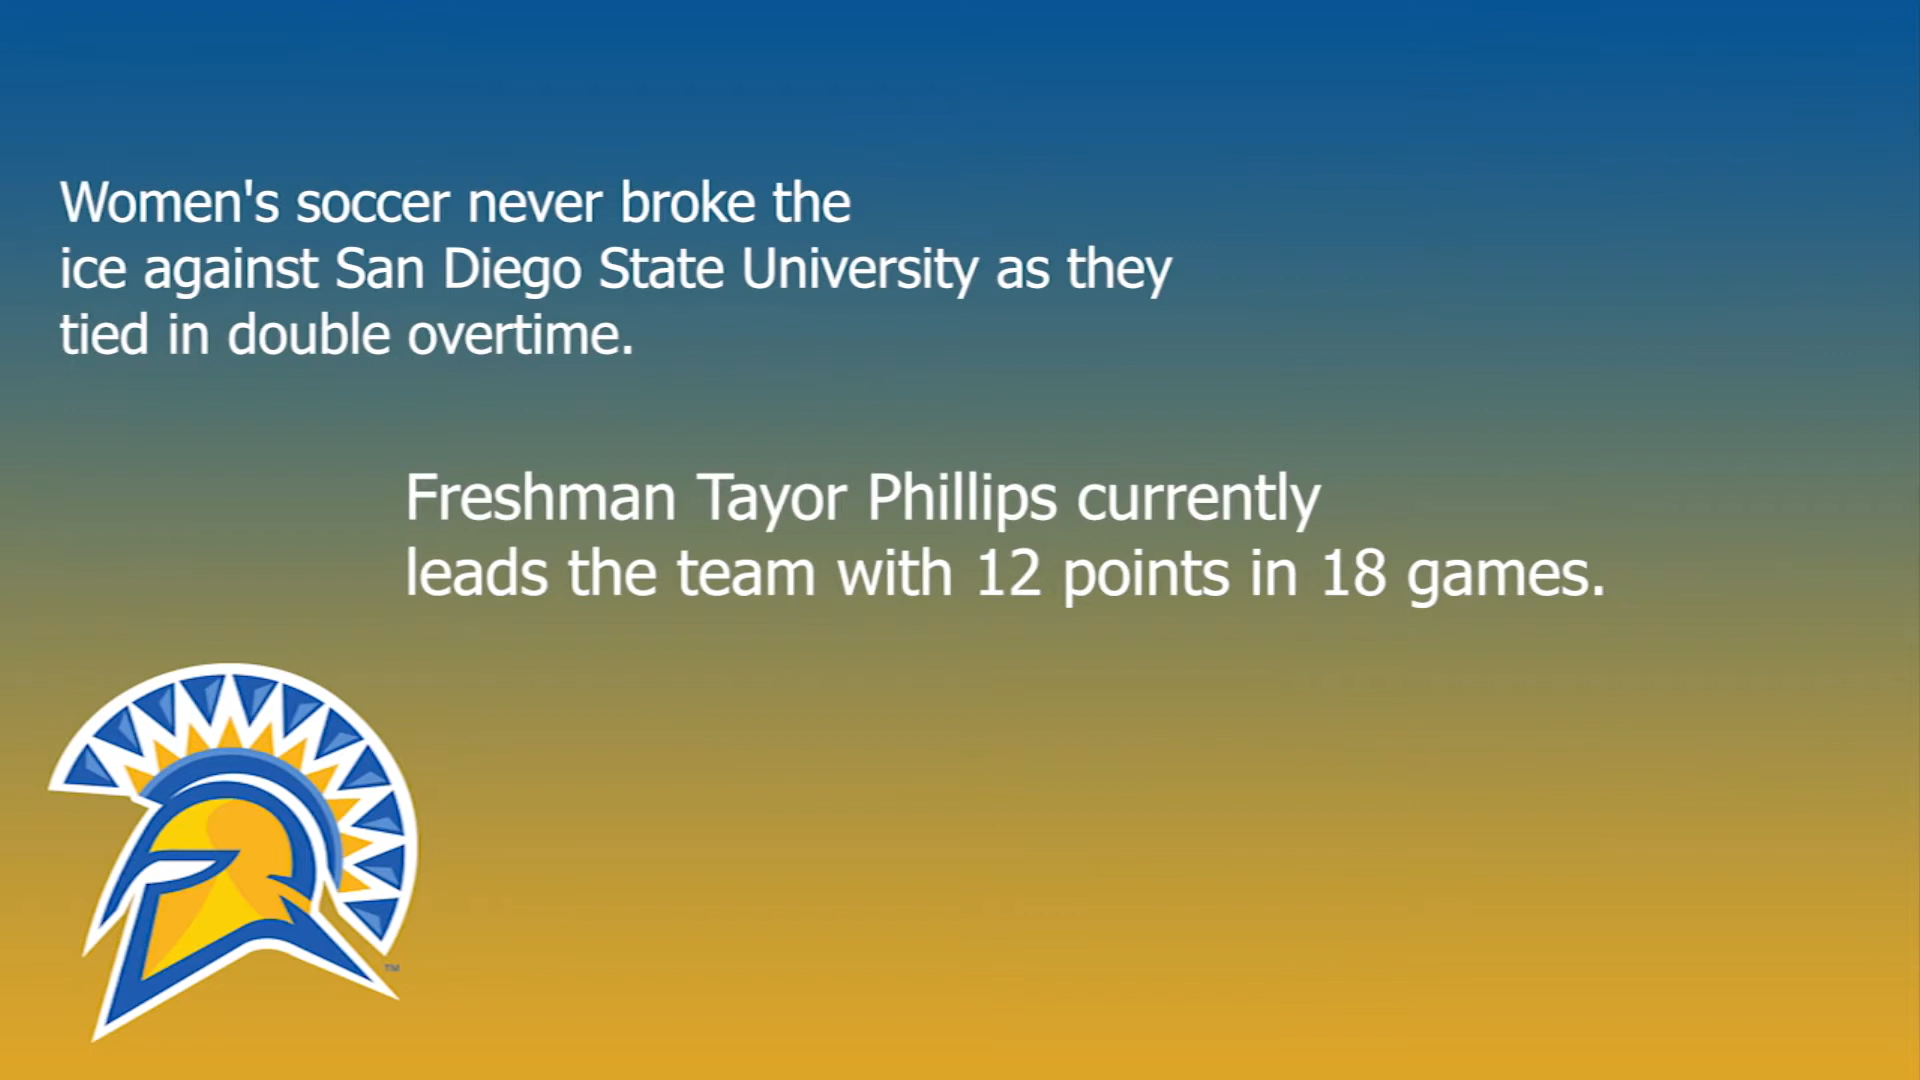 Women's soccer never broke the
ice against San Diego State University as they
tied in double overtime.
Freshman Tayor Phillips currently
leads the team with 12 points in 18 games.
TM